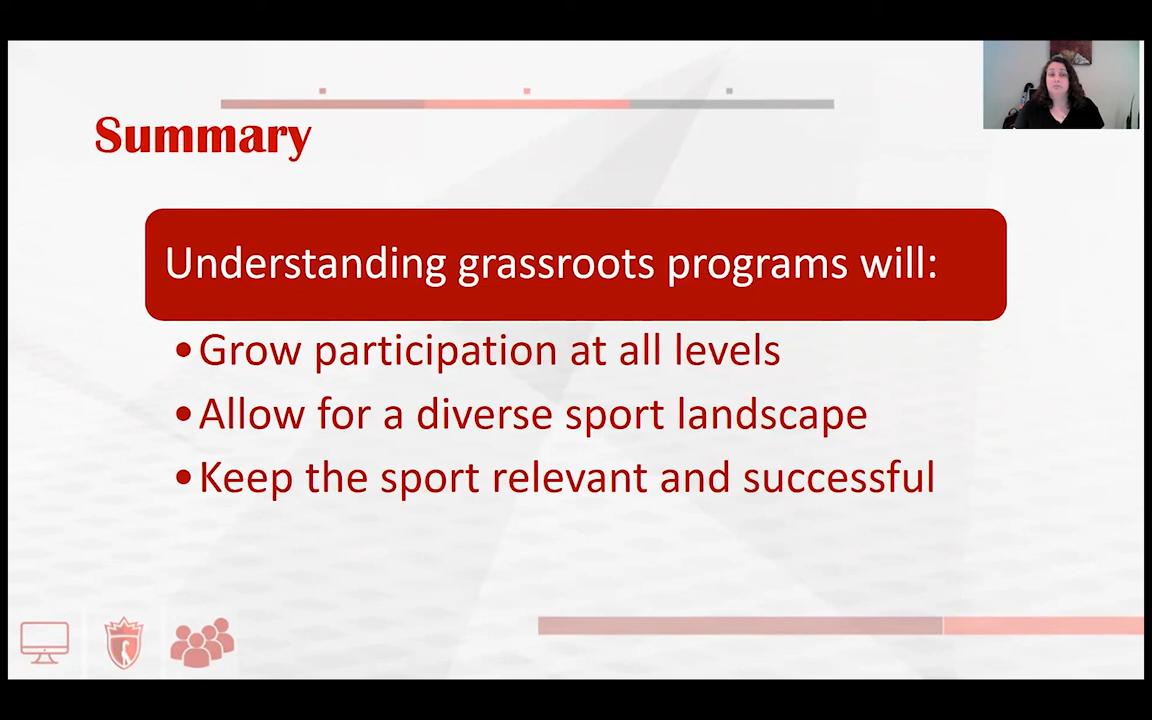 Summary
Understanding grassroots programs will:
•Grow participation at all levels
•Allow for a diverse sport landscape
•Keep the sport relevant and successful